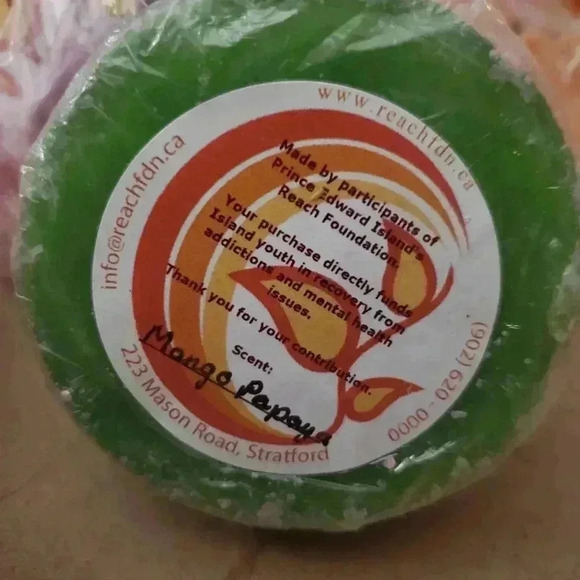 www.reachfdn.ca
info@reachfdn.ca
Made by participants of
Prince Edward Island's
Reach Foundation.
Your purchase directly funds
Island youth in recovery from
addictions and mental health
issues.
Thank you for your contribution.
Scent:
Mango Papaya
223 Mason Road, Stratford
(902) 620 - 0000